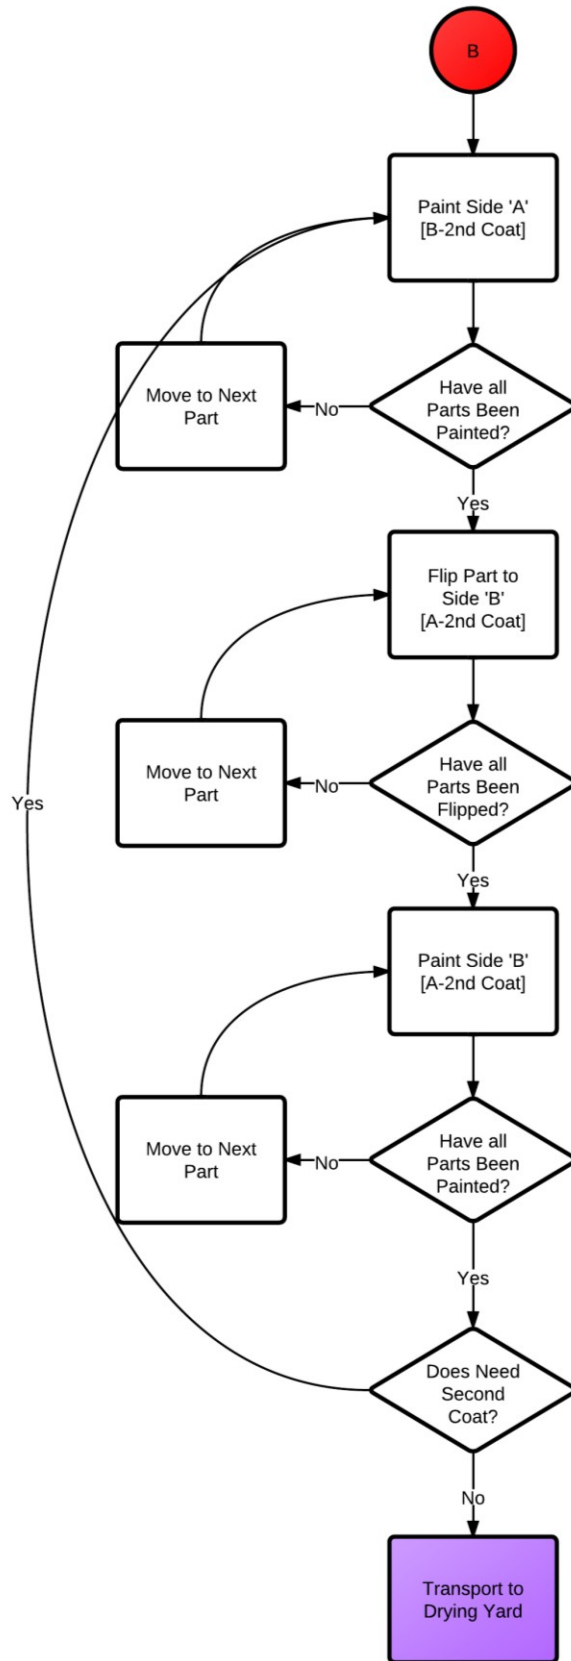 B
Paint Side 'A'
[B-2nd Coat]
Move to Next
Part
No
Have all
Parts Been
Painted?
Yes
Flip Part to
Side 'B'
[A-2nd Coat]
Move to Next
Part
No
Have all
Parts Been
Flipped?
Yes
Yes
Paint Side 'B'
[A-2nd Coat]
Move to Next
Part
No
Have all
Parts Been
Painted?
Yes
Does Need
Second
Coat?
No
Transport to
Drying Yard